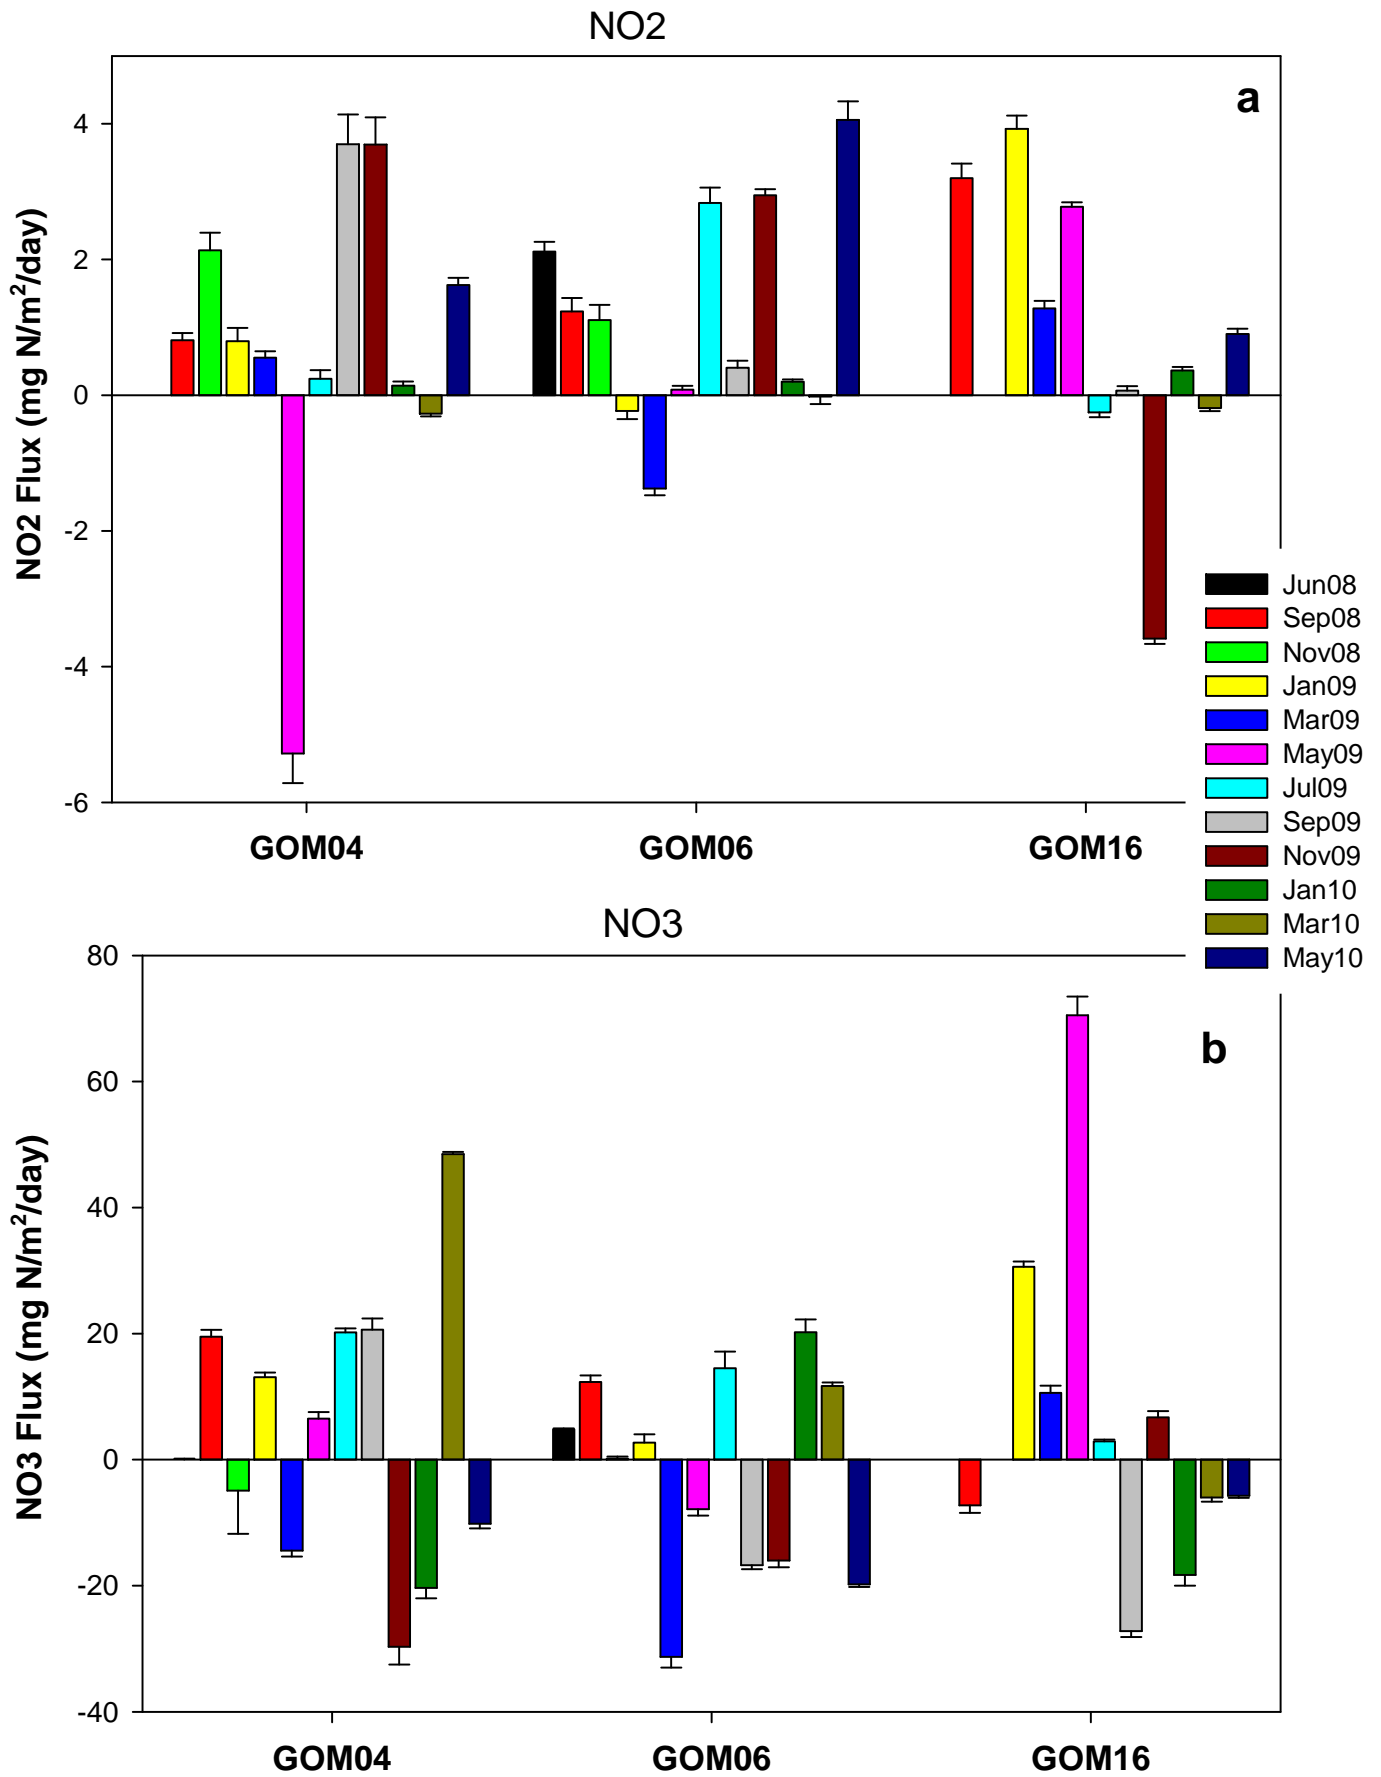 NO2
a
4
2
0
-2
-4
-6
NO2 Flux (mg N/m²/day)
GOM04 GOM06 GOM16
Jun08
Sep08
Nov08
Jan09
Mar09
May09
Jul09
Sep09
Nov09
Jan10
Mar10
May10
NO3
b
80
60
40
20
0
-20
-40
NO3 Flux (mg N/m²/day)
GOM04 GOM06 GOM16